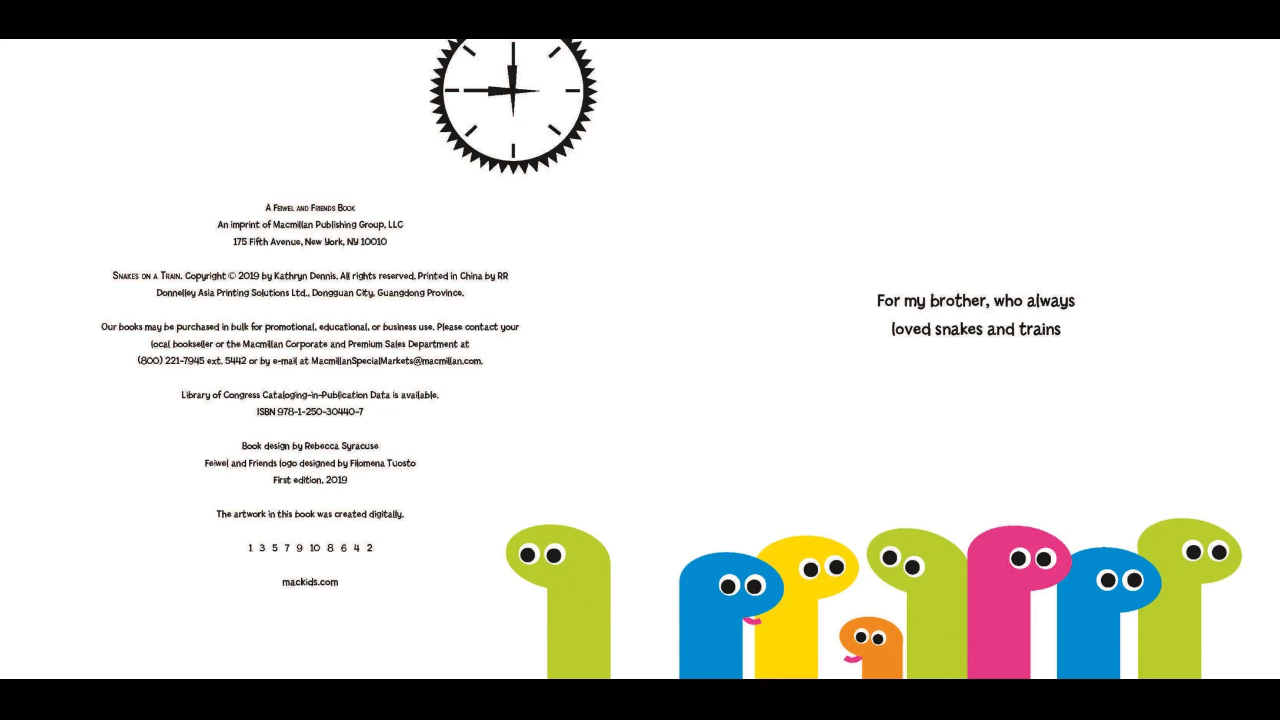 A Feiwel and Friends Book
An imprint of Macmillan Publishing Group, LLC
175 Fifth Avenue, New York, NY 10010
Snakes on a Train. Copyright © 2019 by Kathryn Dennis. All rights reserved. Printed in China by RR
Donnelley Asia Printing Solutions Ltd., Dongguan City, Guangdong Province.
Our books may be purchased in bulk for promotional, educational, or business use. Please contact your
local bookseller or the Macmillan Corporate and Premium Sales Department at
(800) 221-7945 ext. 5442 or by e-mail at MacmillanSpecialMarkets@macmillan.com.
Library of Congress Cataloging-in-Publication Data is available.
ISBN 978-1-250-30440-7
Book design by Rebecca Syracuse
Feiwel and Friends logo designed by Filomena Tuosto
First edition, 2019
The artwork in this book was created digitally.
1 3 5 7 9 10 8 6 4 2
mackids.com
For my brother, who always
loved snakes and trains